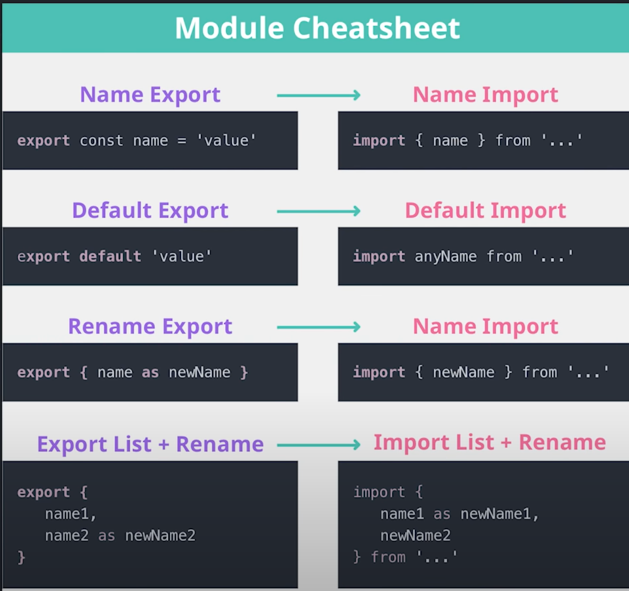 Module Cheatsheet
Name Export → Name Import
export const name = 'value'
import { name } from '...'
Default Export → Default Import
export default 'value'
import anyName from '...'
Rename Export → Name Import
export { name as newName }
import { newName } from '...'
Export List + Rename → Import List + Rename
export {
name1,
name2 as newName2
}
import {
name1 as newName1,
newName2
} from '...'